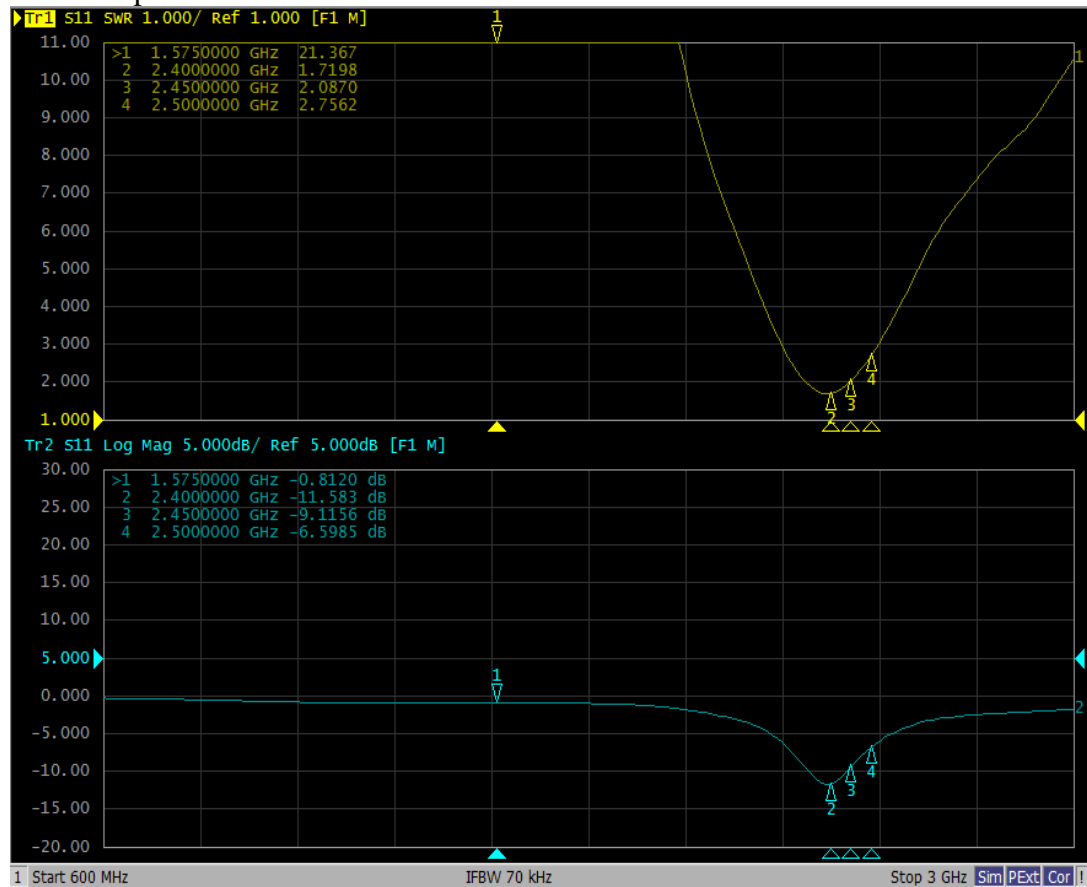 Tr1 S11 SWR 1.000/ Ref 1.000 [F1 M]
1
11.00
>1 1.5750000 GHz 21.367
2 2.4000000 GHz 1.7198
3 2.4500000 GHz 2.0870
4 2.5000000 GHz 2.7562
1
10.00
9.000
8.000
7.000
6.000
5.000
4.000
3.000
2.000
2 3 4
1.000
Tr2 S11 Log Mag 5.000dB/ Ref 5.000dB [F1 M]
30.00
>1 1.5750000 GHz -0.8120 dB
2 2.4000000 GHz -11.583 dB
3 2.4500000 GHz -9.1156 dB
4 2.5000000 GHz -6.5985 dB
25.00
20.00
15.00
10.00
5.000
1
0.000
2
-5.000
-10.00
2 3 4
-15.00
-20.00
1 Start 600 MHz IFBW 70 kHz Stop 3 GHz Sim PExt Cor !